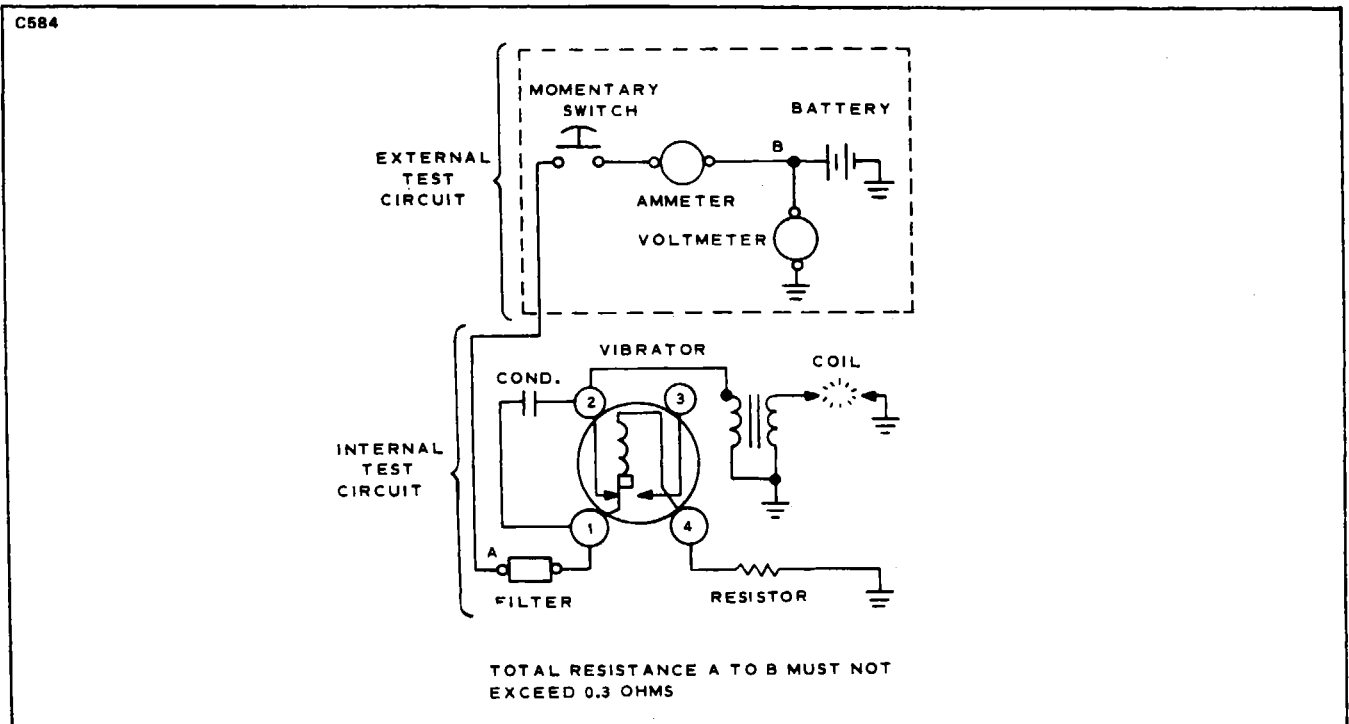 C584
MOMENTARY
SWITCH
BATTERY
B
EXTERNAL
TEST
CIRCUIT
AMMETER
VOLTMETER
VIBRATOR
COIL
COND.
2
3
INTERNAL
TEST
CIRCUIT
1
4
A
FILTER
RESISTOR
TOTAL RESISTANCE A TO B MUST NOT
EXCEED 0.3 OHMS